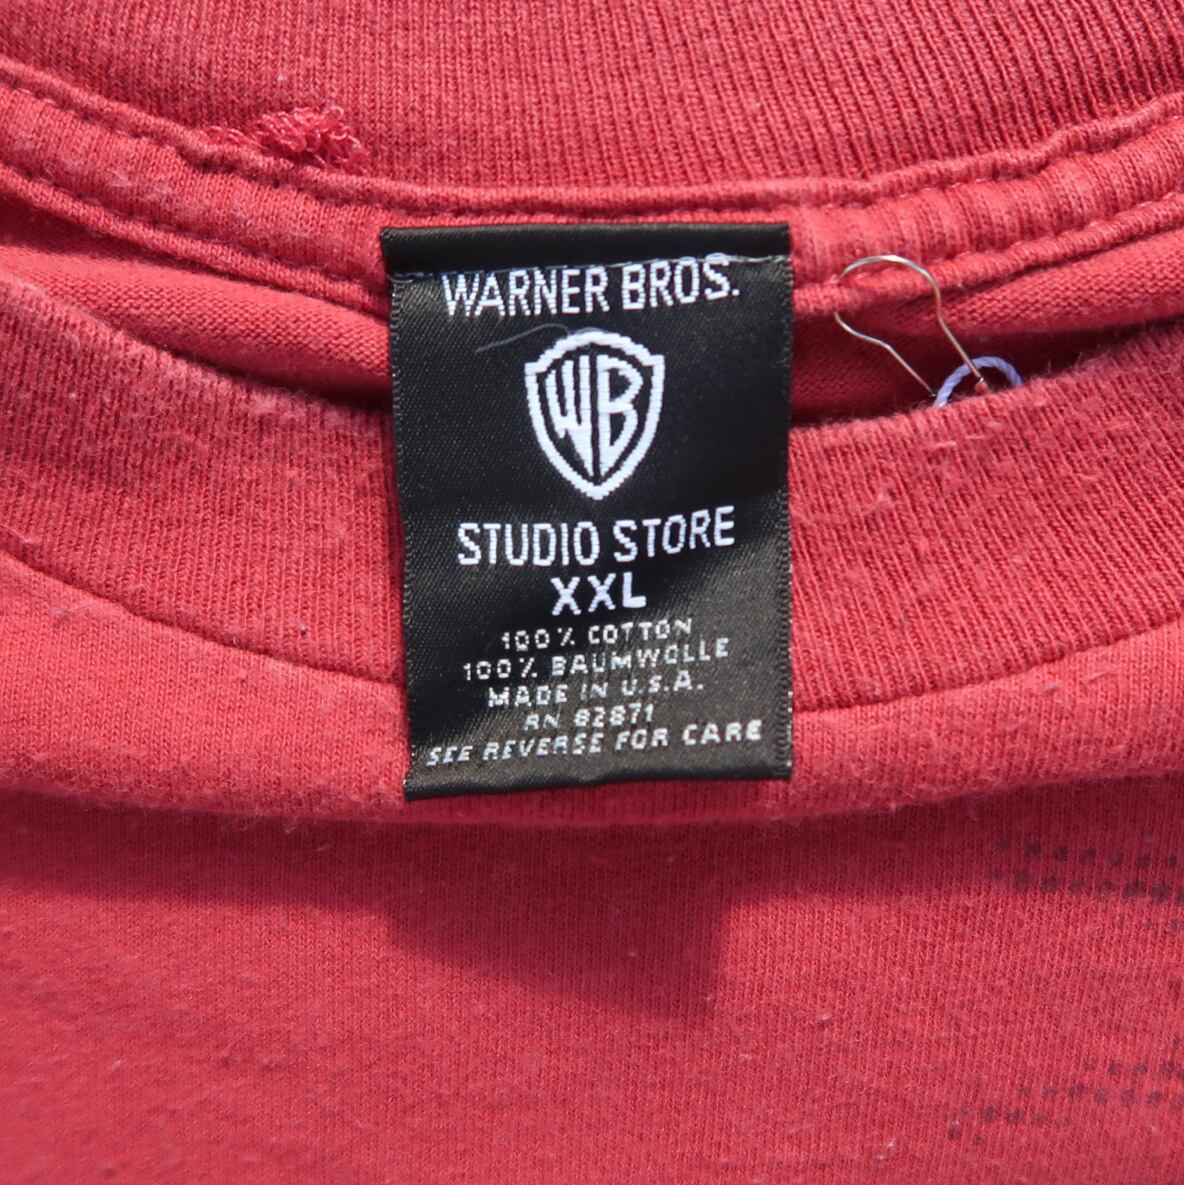 WARNER BROS.
WB
STUDIO STORE
XXL
100% COTTON
100% BAUMWOLLE
MADE IN U.S.A.
RN 82871
SEE REVERSE FOR CARE